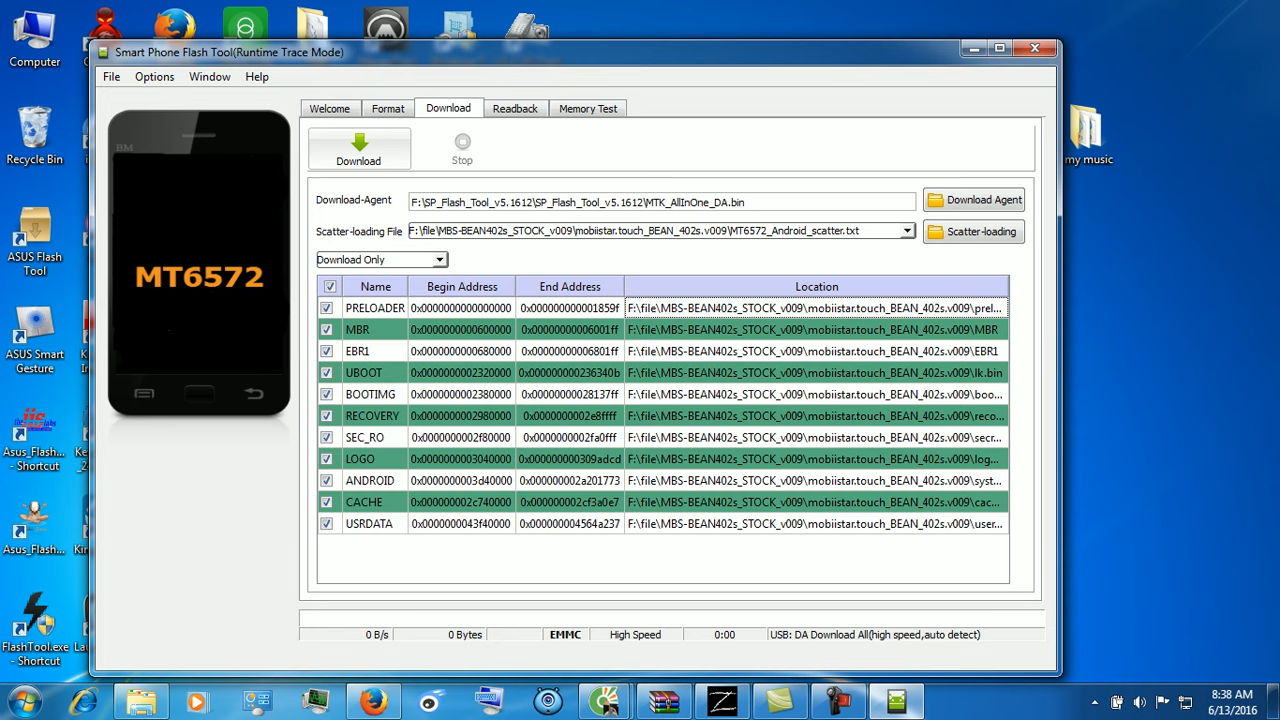 Smart Phone Flash Tool(Runtime Trace Mode)
File Options Window Help
Welcome Format Download Readback Memory Test
Download Stop
Download-Agent F:\SP_Flash_Tool_v5.1612\SP_Flash_Tool_v5.1612\MTK_AllInOne_DA.bin Download Agent
Scatter-loading File F:\file\MBS-BEAN402s_STOCK_v009\mobiistar.touch_BEAN_402s.v009\MT6572_Android_scatter.txt Scatter-loading
Download Only
Name Begin Address End Address Location
PRELOADER 0x0000000000000000 0x000000000001859f F:\file\MBS-BEAN402s_STOCK_v009\mobiistar.touch_BEAN_402s.v009\prel...
MBR 0x0000000000600000 0x00000000006001ff F:\file\MBS-BEAN402s_STOCK_v009\mobiistar.touch_BEAN_402s.v009\MBR
EBR1 0x0000000000680000 0x00000000006801ff F:\file\MBS-BEAN402s_STOCK_v009\mobiistar.touch_BEAN_402s.v009\EBR1
UBOOT 0x0000000002320000 0x000000000236340b F:\file\MBS-BEAN402s_STOCK_v009\mobiistar.touch_BEAN_402s.v009\lk.bin
BOOTIMG 0x0000000002380000 0x00000000028137ff F:\file\MBS-BEAN402s_STOCK_v009\mobiistar.touch_BEAN_402s.v009\boo...
RECOVERY 0x0000000002980000 0x0000000002e8ffff F:\file\MBS-BEAN402s_STOCK_v009\mobiistar.touch_BEAN_402s.v009\reco...
SEC_RO 0x0000000002f80000 0x0000000002fa0fff F:\file\MBS-BEAN402s_STOCK_v009\mobiistar.touch_BEAN_402s.v009\secr...
LOGO 0x0000000003040000 0x000000000309adcd F:\file\MBS-BEAN402s_STOCK_v009\mobiistar.touch_BEAN_402s.v009\log...
ANDROID 0x0000000003d40000 0x000000002a201773 F:\file\MBS-BEAN402s_STOCK_v009\mobiistar.touch_BEAN_402s.v009\syst...
CACHE 0x000000002c740000 0x000000002cf3a0e7 F:\file\MBS-BEAN402s_STOCK_v009\mobiistar.touch_BEAN_402s.v009\cac...
USRDATA 0x0000000043f40000 0x000000004564a237 F:\file\MBS-BEAN402s_STOCK_v009\mobiistar.touch_BEAN_402s.v009\user...
0 B/s 0 Bytes EMMC High Speed 0:00 USB: DA Download All(high speed,auto detect)
BM
MT6572
Computer
Recycle Bin
ASUS Flash
Tool
ASUS Smart
Gesture
Asus_Flash...
- Shortcut
Asus_Flash...
FlashTool.exe
- Shortcut
my music
8:38 AM
6/13/2016